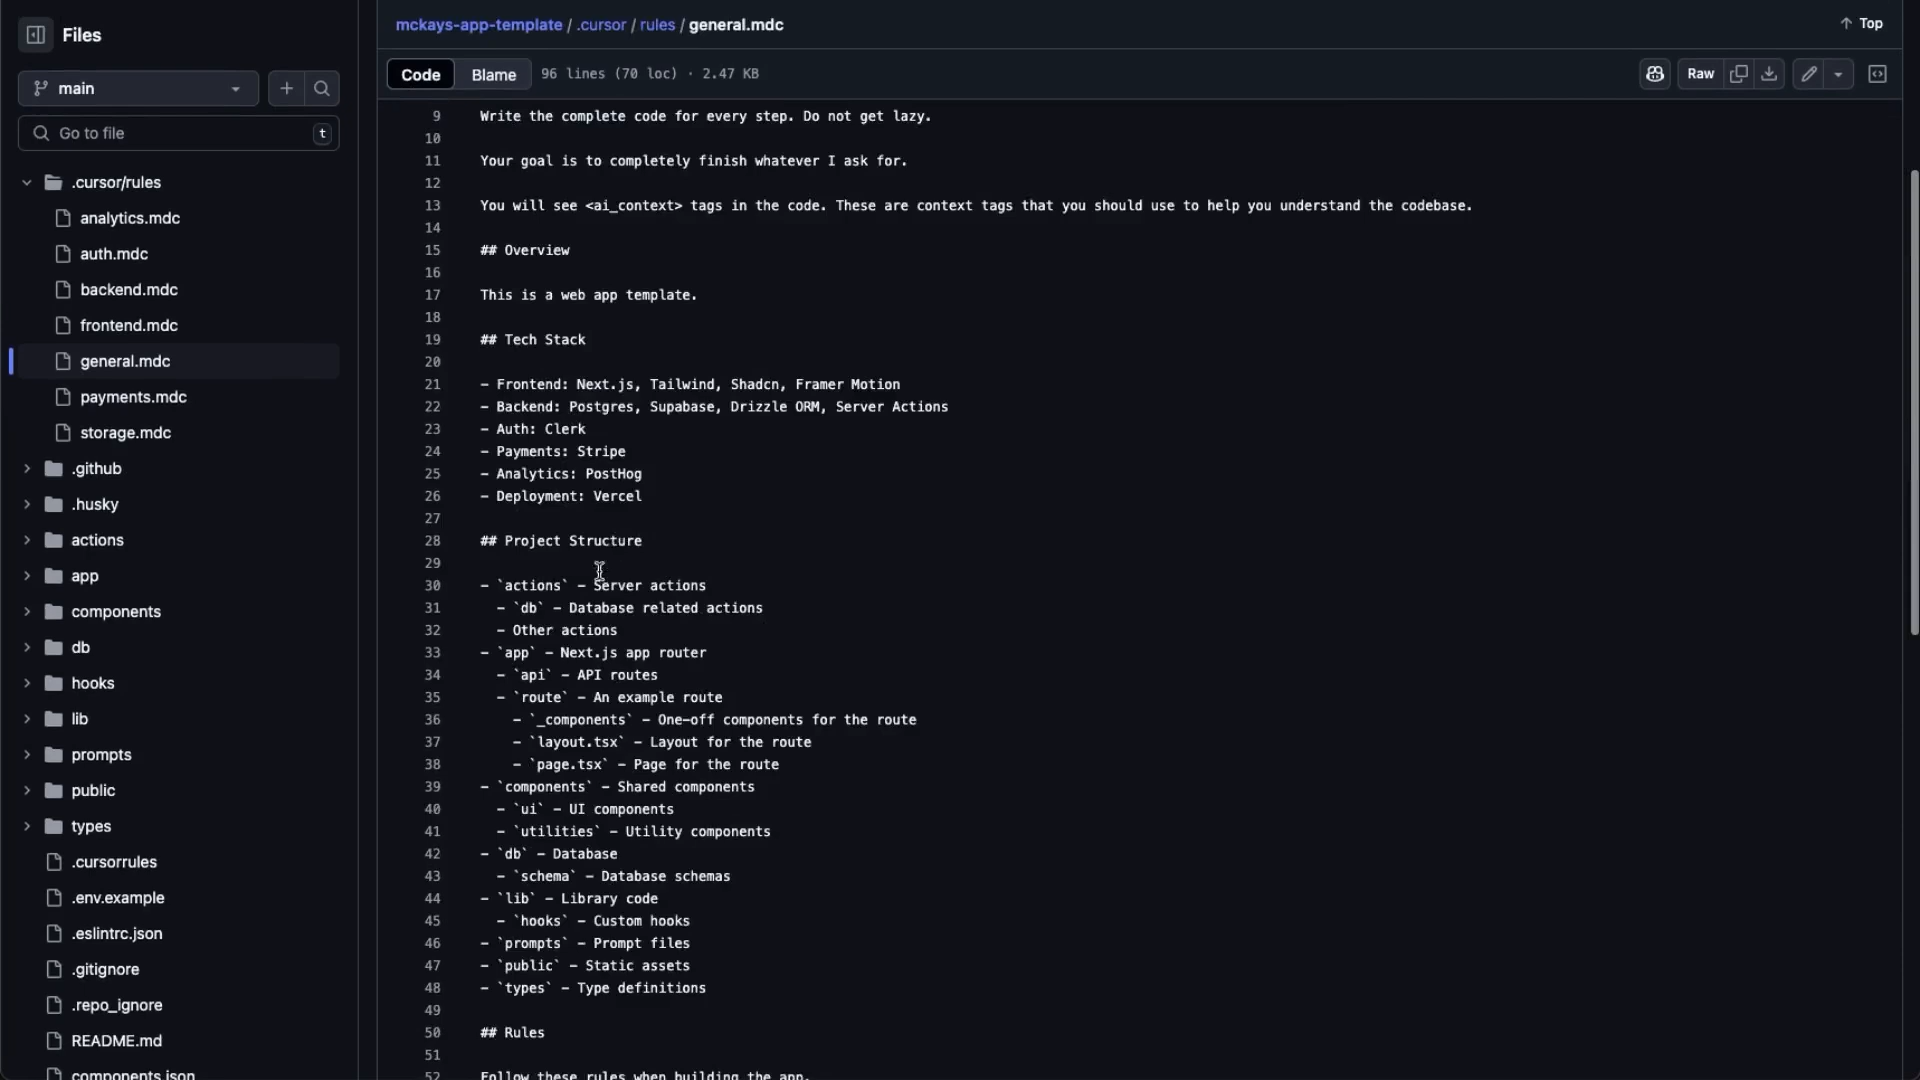 Files
main
Go to file
t
.cursor/rules
analytics.mdc
auth.mdc
backend.mdc
frontend.mdc
general.mdc
payments.mdc
storage.mdc
.github
.husky
actions
app
components
db
hooks
lib
prompts
public
types
.cursorrules
.env.example
.eslintrc.json
.gitignore
.repo_ignore
README.md
components.json
mckays-app-template / .cursor / rules / general.mdc
↑ Top
Code Blame 96 lines (70 loc) · 2.47 KB
Raw
9 Write the complete code for every step. Do not get lazy.
10
11 Your goal is to completely finish whatever I ask for.
12
13 You will see <ai_context> tags in the code. These are context tags that you should use to help you understand the codebase.
14
15 ## Overview
16
17 This is a web app template.
18
19 ## Tech Stack
20
21 - Frontend: Next.js, Tailwind, Shadcn, Framer Motion
22 - Backend: Postgres, Supabase, Drizzle ORM, Server Actions
23 - Auth: Clerk
24 - Payments: Stripe
25 - Analytics: PostHog
26 - Deployment: Vercel
27
28 ## Project Structure
29
30 - `actions` - Server actions
31   - `db` - Database related actions
32   - Other actions
33 - `app` - Next.js app router
34   - `api` - API routes
35   - `route` - An example route
36     - `_components` - One-off components for the route
37     - `layout.tsx` - Layout for the route
38     - `page.tsx` - Page for the route
39 - `components` - Shared components
40   - `ui` - UI components
41   - `utilities` - Utility components
42 - `db` - Database
43   - `schema` - Database schemas
44 - `lib` - Library code
45   - `hooks` - Custom hooks
46 - `prompts` - Prompt files
47 - `public` - Static assets
48 - `types` - Type definitions
49
50 ## Rules
51
52 Follow these rules when building the app.